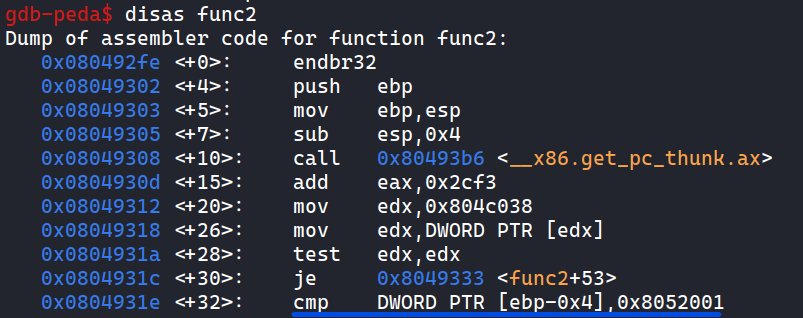 gdb-peda$ disas func2
Dump of assembler code for function func2:
   0x080492fe <+0>:     endbr32
   0x08049302 <+4>:     push   ebp
   0x08049303 <+5>:     mov    ebp,esp
   0x08049305 <+7>:     sub    esp,0x4
   0x08049308 <+10>:    call   0x80493b6 <__x86.get_pc_thunk.ax>
   0x0804930d <+15>:    add    eax,0x2cf3
   0x08049312 <+20>:    mov    edx,0x804c038
   0x08049318 <+26>:    mov    edx,DWORD PTR [edx]
   0x0804931a <+28>:    test   edx,edx
   0x0804931c <+30>:    je     0x8049333 <func2+53>
   0x0804931e <+32>:    cmp    DWORD PTR [ebp-0x4],0x8052001